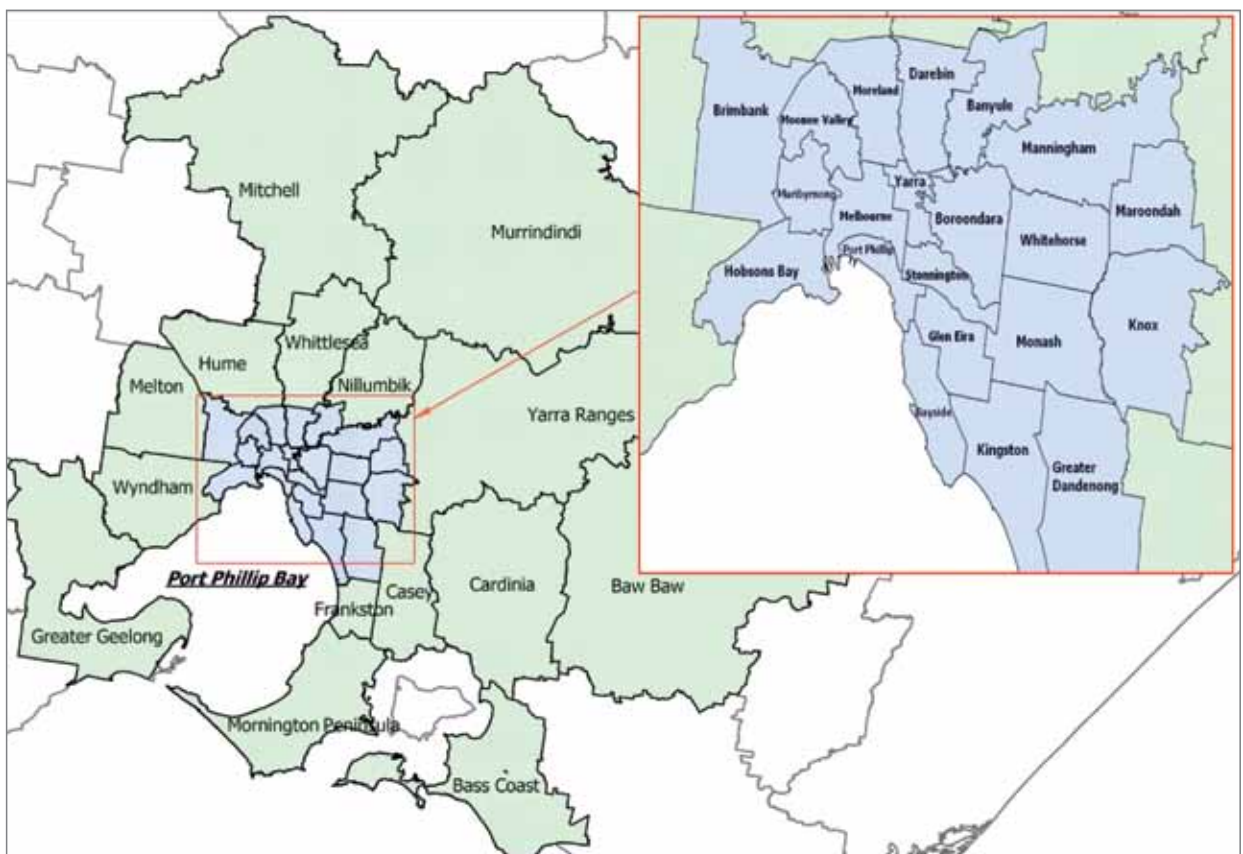 Mitchell
Murrindindi
Whittlesea
Hume
Nillumbik
Melton
Yarra Ranges
Wyndham
Port Phillip Bay
Casey
Cardinia
Baw Baw
Frankston
Greater Geelong
Mornington Peninsula
Bass Coast
Darebin
Moreland
Brimbank
Banyule
Moonee Valley
Manningham
Yarra
Maribyrnong
Maroondah
Melbourne
Boroondara
Whitehorse
Port Phillip
Hobsons Bay
Stonnington
Knox
Glen Eira
Monash
Bayside
Kingston
Greater
Dandenong